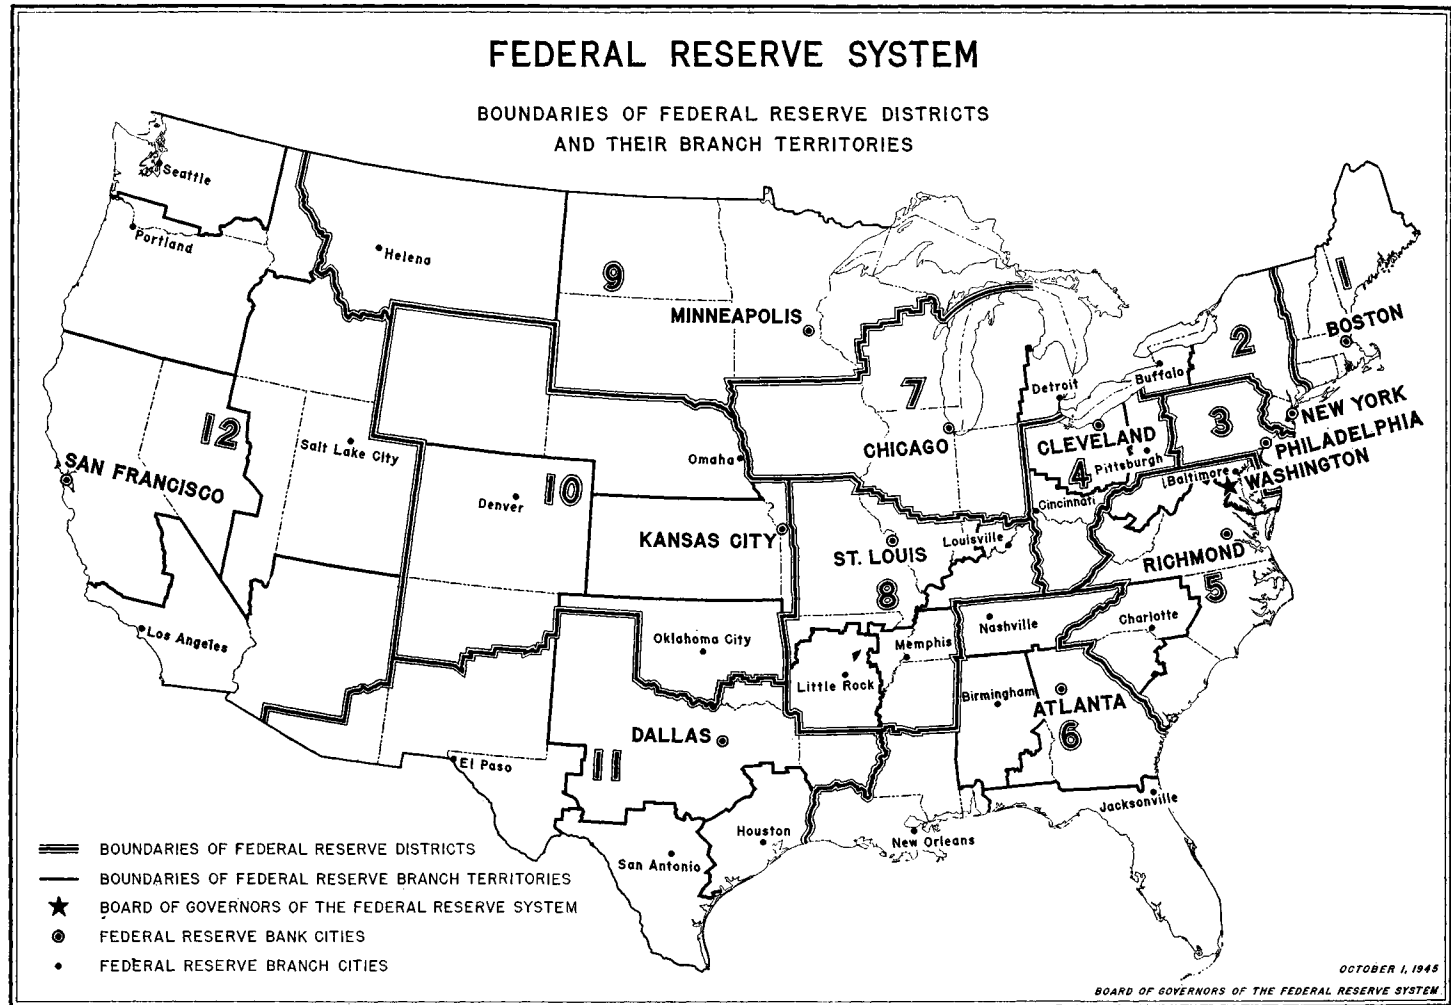 FEDERAL RESERVE SYSTEM
BOUNDARIES OF FEDERAL RESERVE DISTRICTS
AND THEIR BRANCH TERRITORIES
Seattle
Portland
Helena
9
MINNEAPOLIS
1
BOSTON
2
Buffalo
Detroit
7
CHICAGO
CLEVELAND
4
Pittsburgh
3
NEW YORK
PHILADELPHIA
WASHINGTON
Baltimore
12
SAN FRANCISCO
Salt Lake City
Omaha
Denver
10
Cincinnati
KANSAS CITY
ST. LOUIS
8
Louisville
RICHMOND
5
Los Angeles
Oklahoma City
Memphis
Nashville
Charlotte
Little Rock
Birmingham
ATLANTA
6
DALLAS
11
El Paso
Houston
San Antonio
New Orleans
Jacksonville
BOUNDARIES OF FEDERAL RESERVE DISTRICTS
BOUNDARIES OF FEDERAL RESERVE BRANCH TERRITORIES
BOARD OF GOVERNORS OF THE FEDERAL RESERVE SYSTEM
FEDERAL RESERVE BANK CITIES
FEDERAL RESERVE BRANCH CITIES
OCTOBER 1, 1945
BOARD OF GOVERNORS OF THE FEDERAL RESERVE SYSTEM